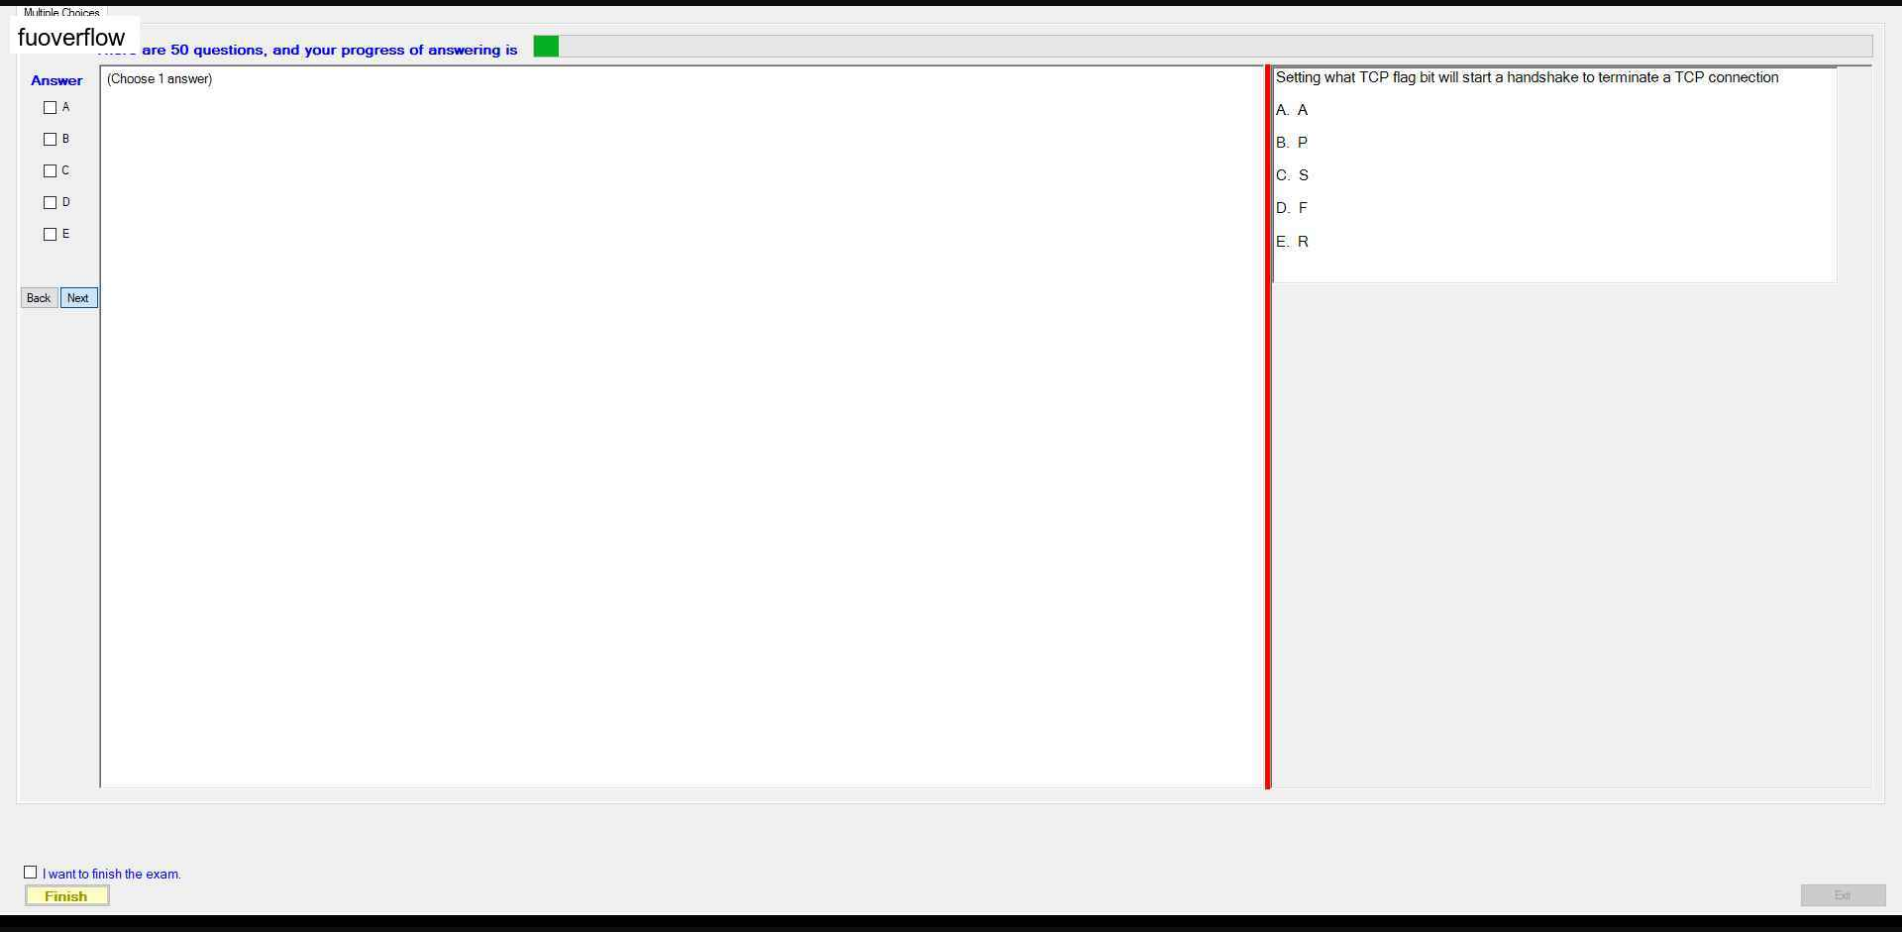 Multiple Choices
fuoverflow
are 50 questions, and your progress of answering is
Answer
(Choose 1 answer)
A
B
C
D
E
Back
Next
Setting what TCP flag bit will start a handshake to terminate a TCP connection
A. A
B. P
C. S
D. F
E. R
I want to finish the exam.
Finish
Exit